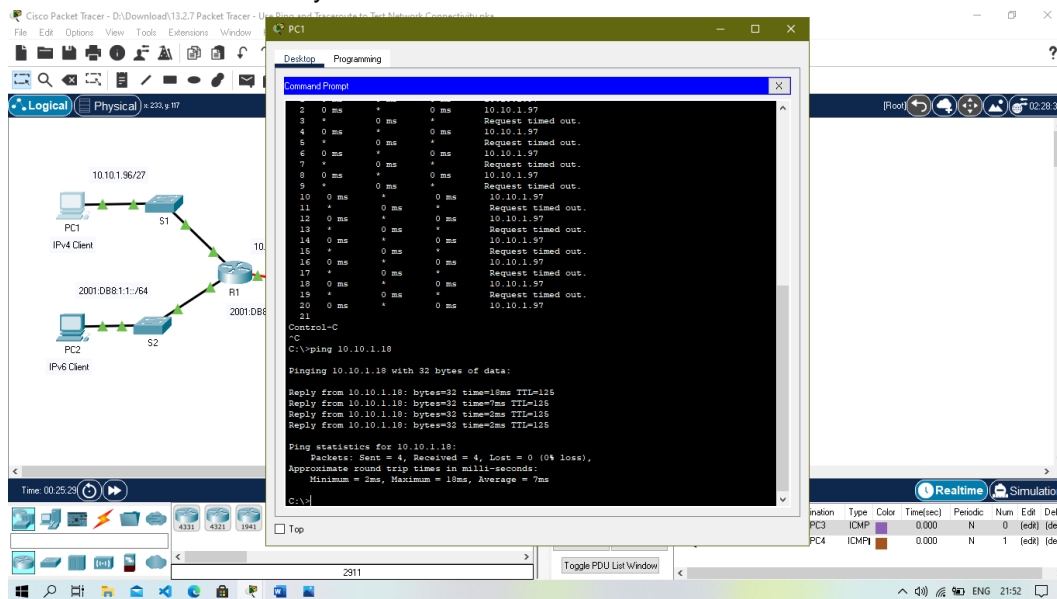 Cisco Packet Tracer - D:\Download\13.2.7 Packet Tracer - Use Ping and Traceroute to Test Network Connectivity.pka
File Edit Options View Tools Extensions Window
Logical Physical x: 233, y: 117
[Root] 02:28:3
10.10.1.96/27
PC1
IPv4 Client
S1
10.
R1
2001:DB8:1:1::/64
2001:DB8
PC2
IPv6 Client
S2
PC1
Desktop Programming
Command Prompt X
2 0 ms * 0 ms 10.10.1.97
3 * 0 ms * Request timed out.
4 0 ms * 0 ms 10.10.1.97
5 * 0 ms * Request timed out.
6 0 ms * 0 ms 10.10.1.97
7 * 0 ms * Request timed out.
8 0 ms * 0 ms 10.10.1.97
9 * 0 ms * Request timed out.
10 0 ms * 0 ms 10.10.1.97
11 * 0 ms * Request timed out.
12 0 ms * 0 ms 10.10.1.97
13 * 0 ms * Request timed out.
14 0 ms * 0 ms 10.10.1.97
15 * 0 ms * Request timed out.
16 0 ms * 0 ms 10.10.1.97
17 * 0 ms * Request timed out.
18 0 ms * 0 ms 10.10.1.97
19 * 0 ms * Request timed out.
20 0 ms * 0 ms 10.10.1.97
21
Control-C
^C
C:\>ping 10.10.1.18
Pinging 10.10.1.18 with 32 bytes of data:
Reply from 10.10.1.18: bytes=32 time=18ms TTL=125
Reply from 10.10.1.18: bytes=32 time=7ms TTL=125
Reply from 10.10.1.18: bytes=32 time=2ms TTL=125
Reply from 10.10.1.18: bytes=32 time=2ms TTL=125
Ping statistics for 10.10.1.18:
Packets: Sent = 4, Received = 4, Lost = 0 (0% loss),
Approximate round trip times in milli-seconds:
Minimum = 2ms, Maximum = 18ms, Average = 7ms
C:\>
Top
Time: 00:25:29
Realtime Simulatio
4331 4321 1941
2911
Toggle PDU List Window
ination Type Color Time(sec) Periodic Num Edit Del
PC3 ICMP 0.000 N 0 (edit) (de
PC4 ICMPI 0.000 N 1 (edit) (de
ENG 21:52